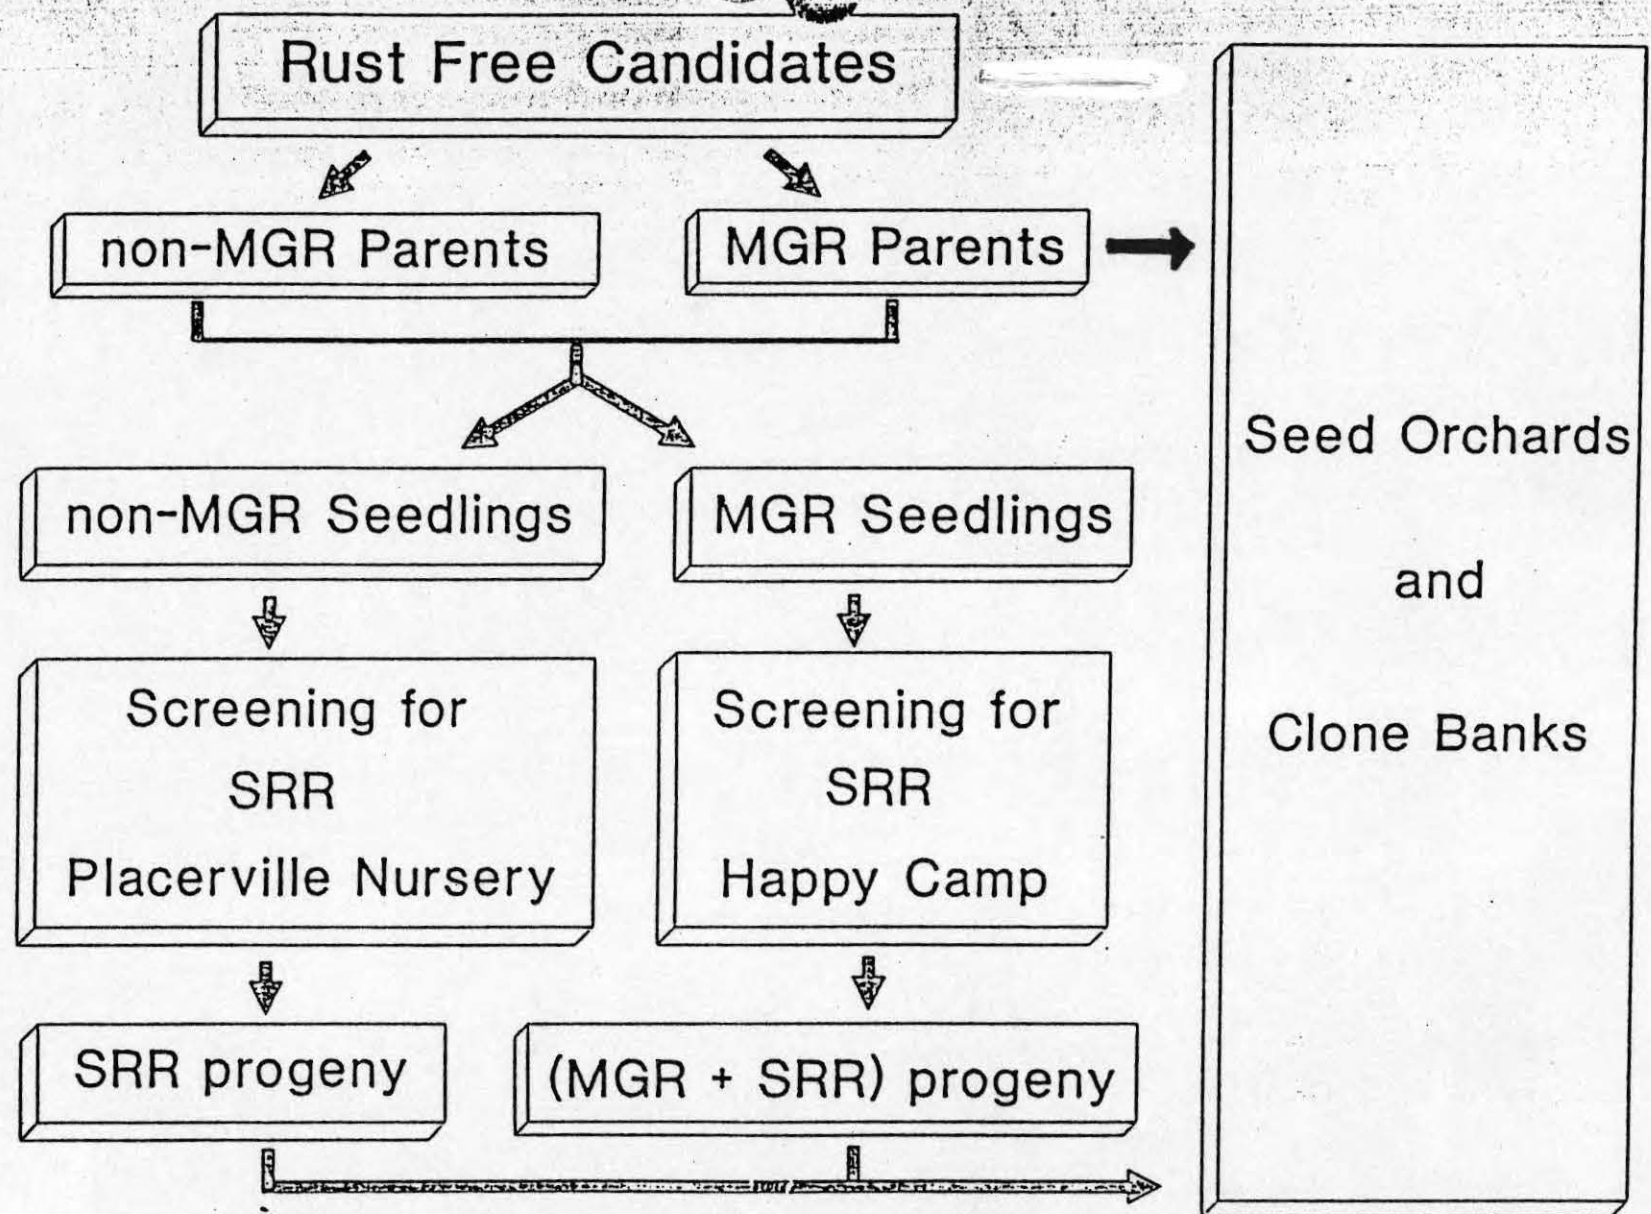 Rust Free Candidates
non-MGR Parents
MGR Parents
non-MGR Seedlings
MGR Seedlings
Screening for
SRR
Placerville Nursery
Screening for
SRR
Happy Camp
SRR progeny
(MGR + SRR) progeny
Seed Orchards
and
Clone Banks